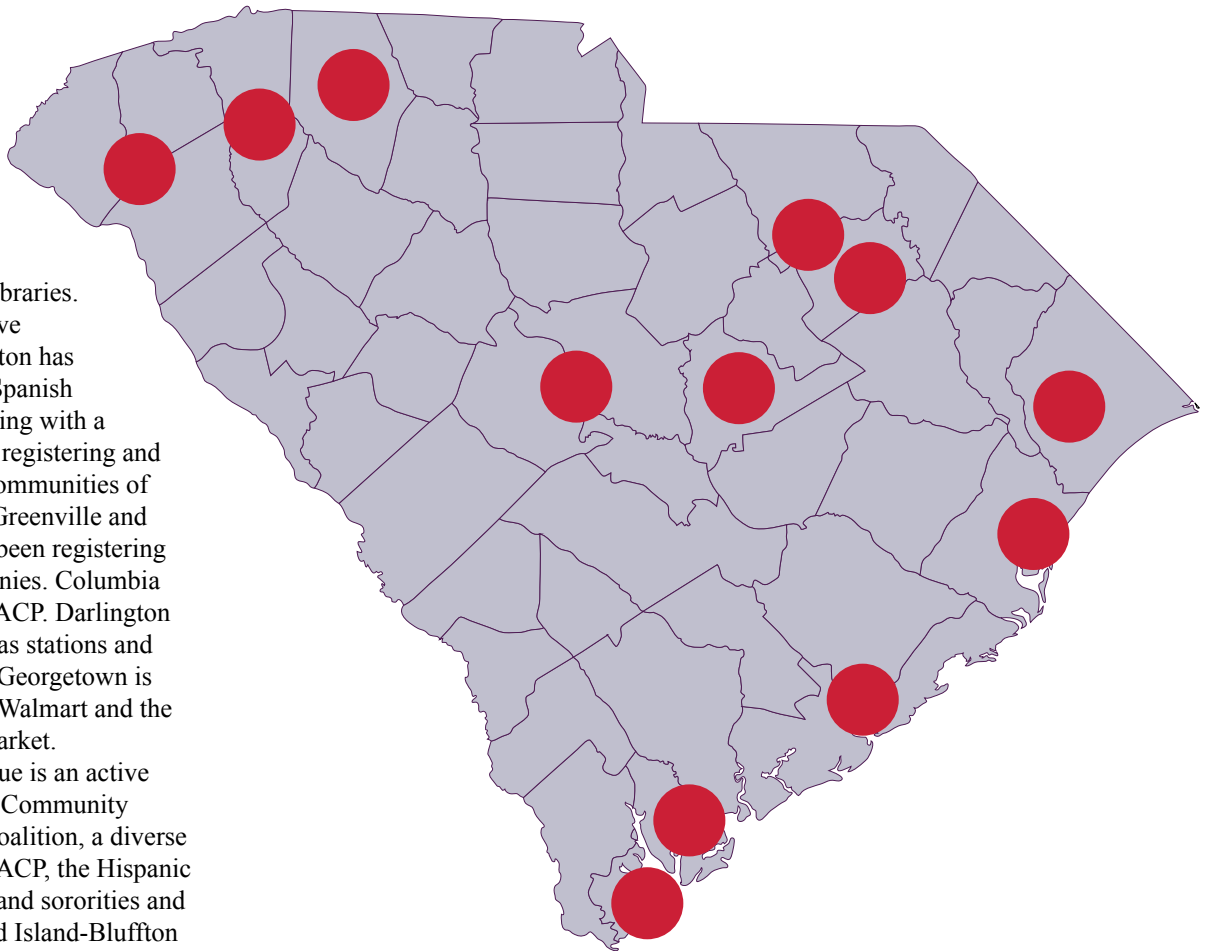 braries.
ve
ton has
Spanish
ing with a
registering and
ommunities of
Greenville and
been registering
nies. Columbia
ACP. Darlington
as stations and
Georgetown is
Walmart and the
arket.
ue is an active
Community
oalition, a diverse
ACP, the Hispanic
and sororities and
d Island-Bluffton